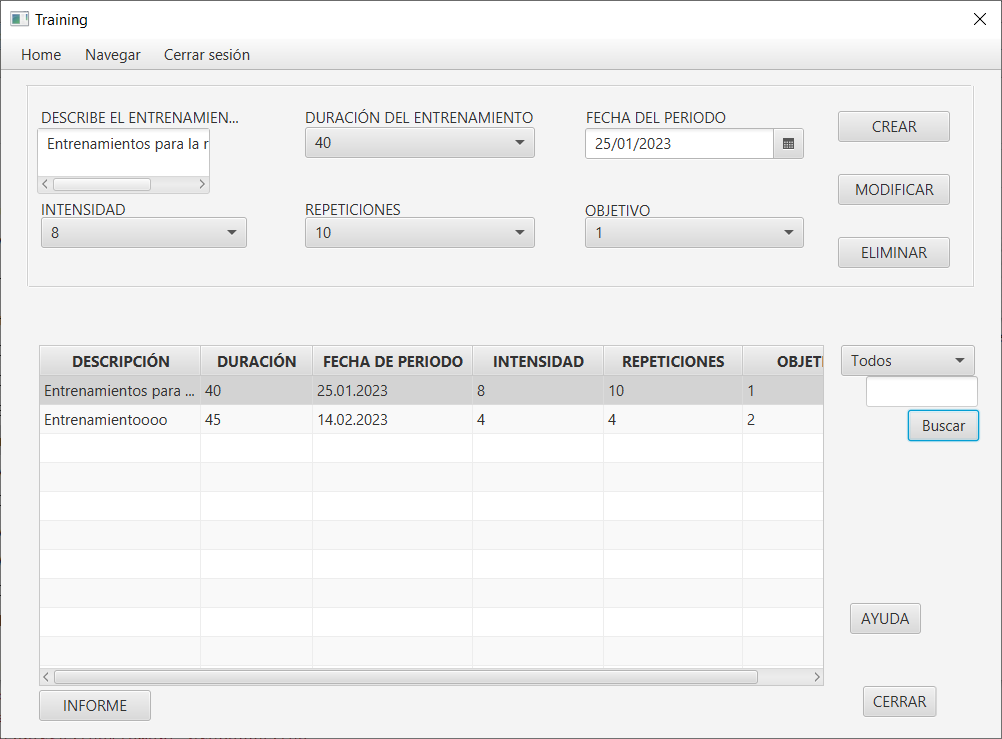 Training
Home Navegar Cerrar sesión
DESCRIBE EL ENTRENAMIEN... DURACIÓN DEL ENTRENAMIENTO FECHA DEL PERIODO
Entrenamientos para la r 40 25/01/2023 CREAR
MODIFICAR
INTENSIDAD REPETICIONES OBJETIVO
8 10 1
ELIMINAR
DESCRIPCIÓN DURACIÓN FECHA DE PERIODO INTENSIDAD REPETICIONES OBJETI Todos
Entrenamientos para ... 40 25.01.2023 8 10 1
Entrenamientoooo 45 14.02.2023 4 4 2 Buscar
AYUDA
INFORME CERRAR